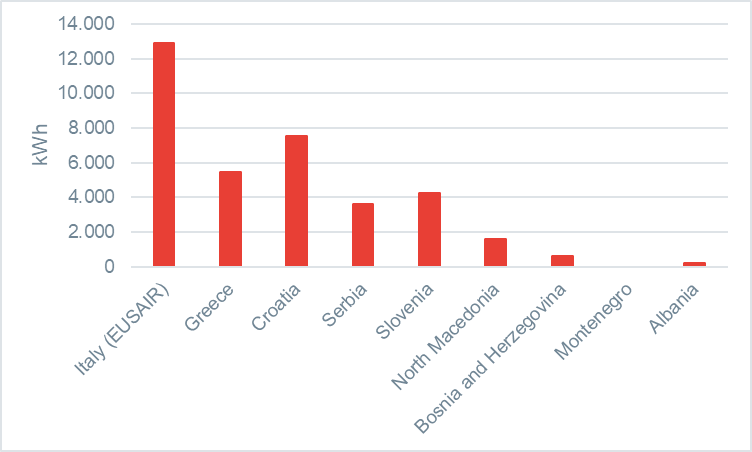 14.000
12.000
10.000
8.000
6.000
4.000
2.000
0
kWh
Italy (EUSAIR)
Greece
Croatia
Serbia
Slovenia
North Macedonia
Bosnia and Herzegovina
Montenegro
Albania